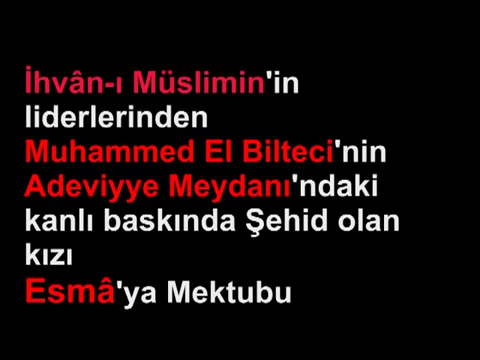 İhvân-ı Müslimin'in
liderlerinden
Muhammed El Bilteci'nin
Adeviyye Meydanı'ndaki
kanlı baskında Şehid olan
kızı
Esmâ'ya Mektubu